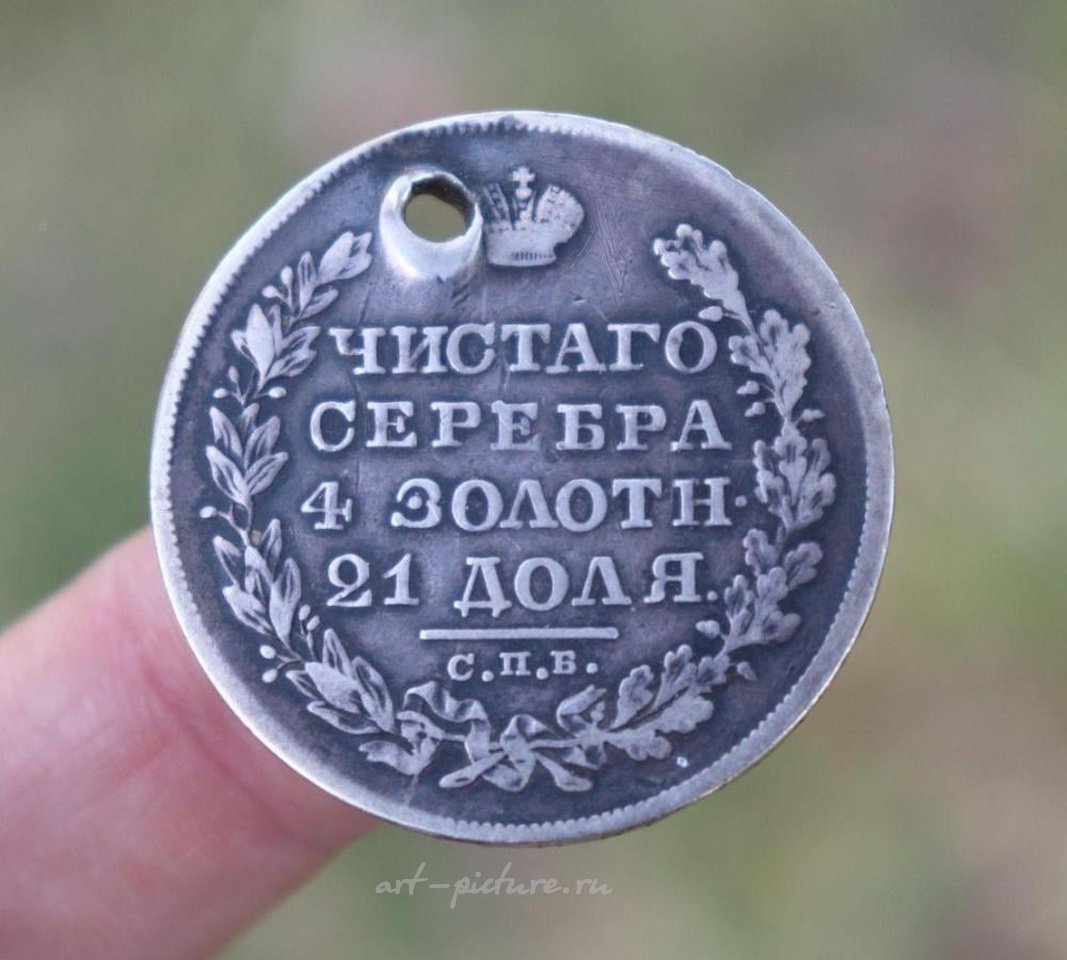 ЧИСТАГО
СЕРЕБРА
4 ЗОЛОТН.
21 ДОЛЯ.
С.П.Б.
art-picture.ru